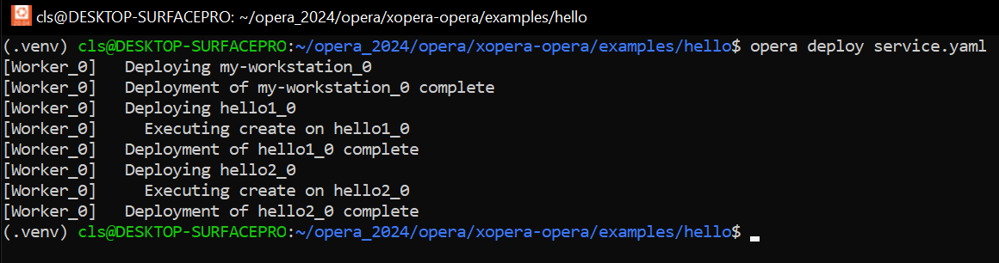 cls@DESKTOP-SURFACEPRO: ~/opera_2024/opera/xopera-opera/examples/hello
(.venv) cls@DESKTOP-SURFACEPRO:~/opera_2024/opera/xopera-opera/examples/hello$ opera deploy service.yaml
[Worker_0]   Deploying my-workstation_0
[Worker_0]   Deployment of my-workstation_0 complete
[Worker_0]   Deploying hello1_0
[Worker_0]     Executing create on hello1_0
[Worker_0]   Deployment of hello1_0 complete
[Worker_0]   Deploying hello2_0
[Worker_0]     Executing create on hello2_0
[Worker_0]   Deployment of hello2_0 complete
(.venv) cls@DESKTOP-SURFACEPRO:~/opera_2024/opera/xopera-opera/examples/hello$